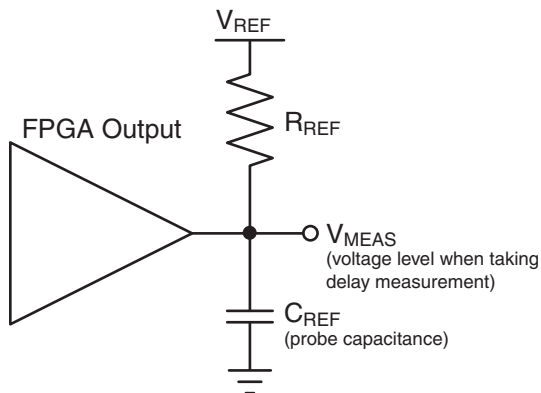 VREF
FPGA Output
RREF
VMEAS
(voltage level when taking
delay measurement)
CREF
(probe capacitance)